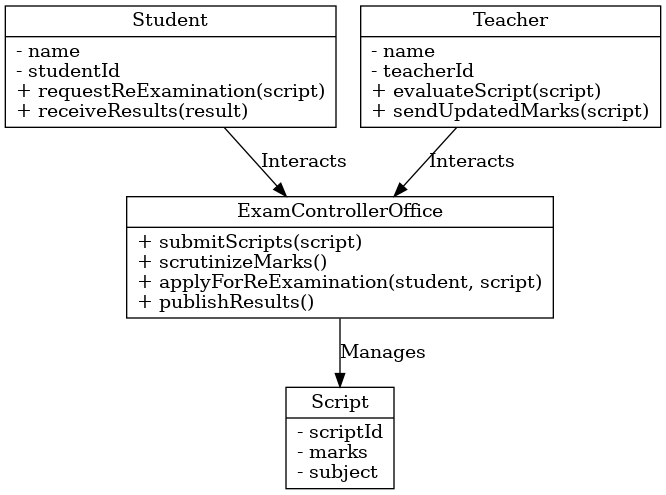 Student
- name
- studentId
+ requestReExamination(script)
+ receiveResults(result)
Teacher
- name
- teacherId
+ evaluateScript(script)
+ sendUpdatedMarks(script)
Interacts
Interacts
ExamControllerOffice
+ submitScripts(script)
+ scrutinizeMarks()
+ applyForReExamination(student, script)
+ publishResults()
Manages
Script
- scriptId
- marks
- subject